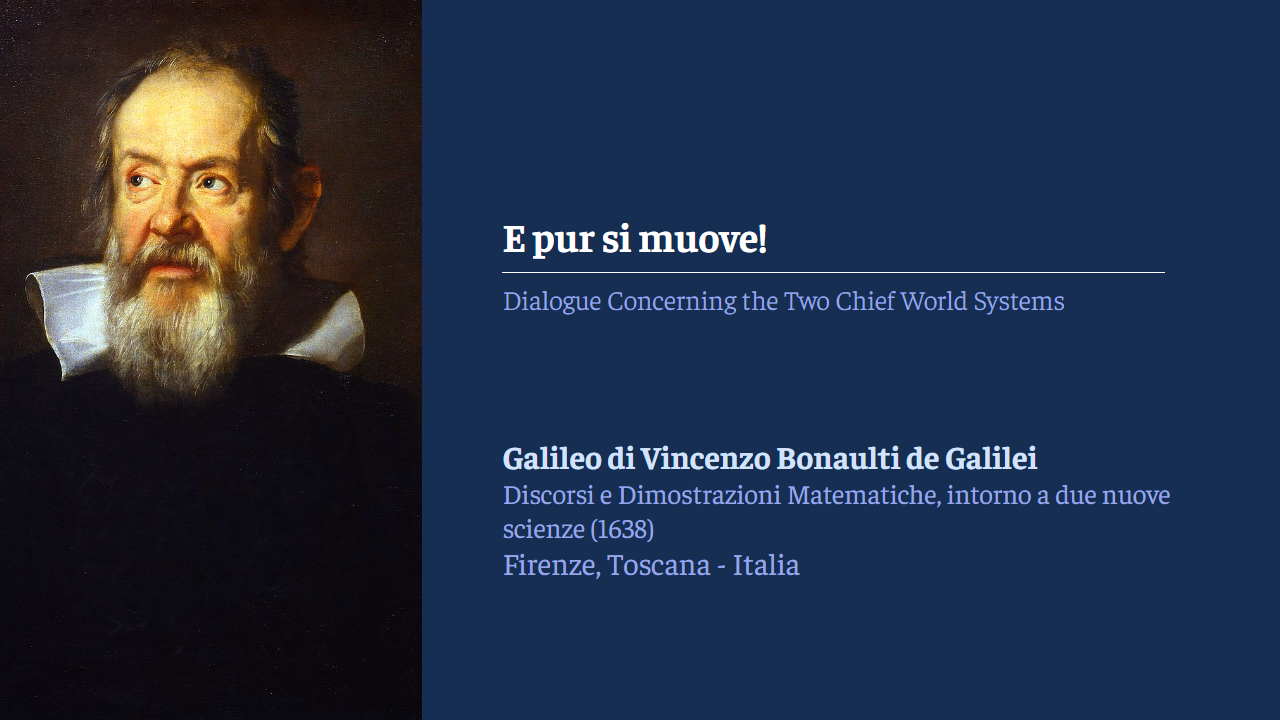 E pur si muove!
Dialogue Concerning the Two Chief World Systems
Galileo di Vincenzo Bonaulti de Galilei
Discorsi e Dimostrazioni Matematiche, intorno a due nuove
scienze (1638)
Firenze, Toscana - Italia